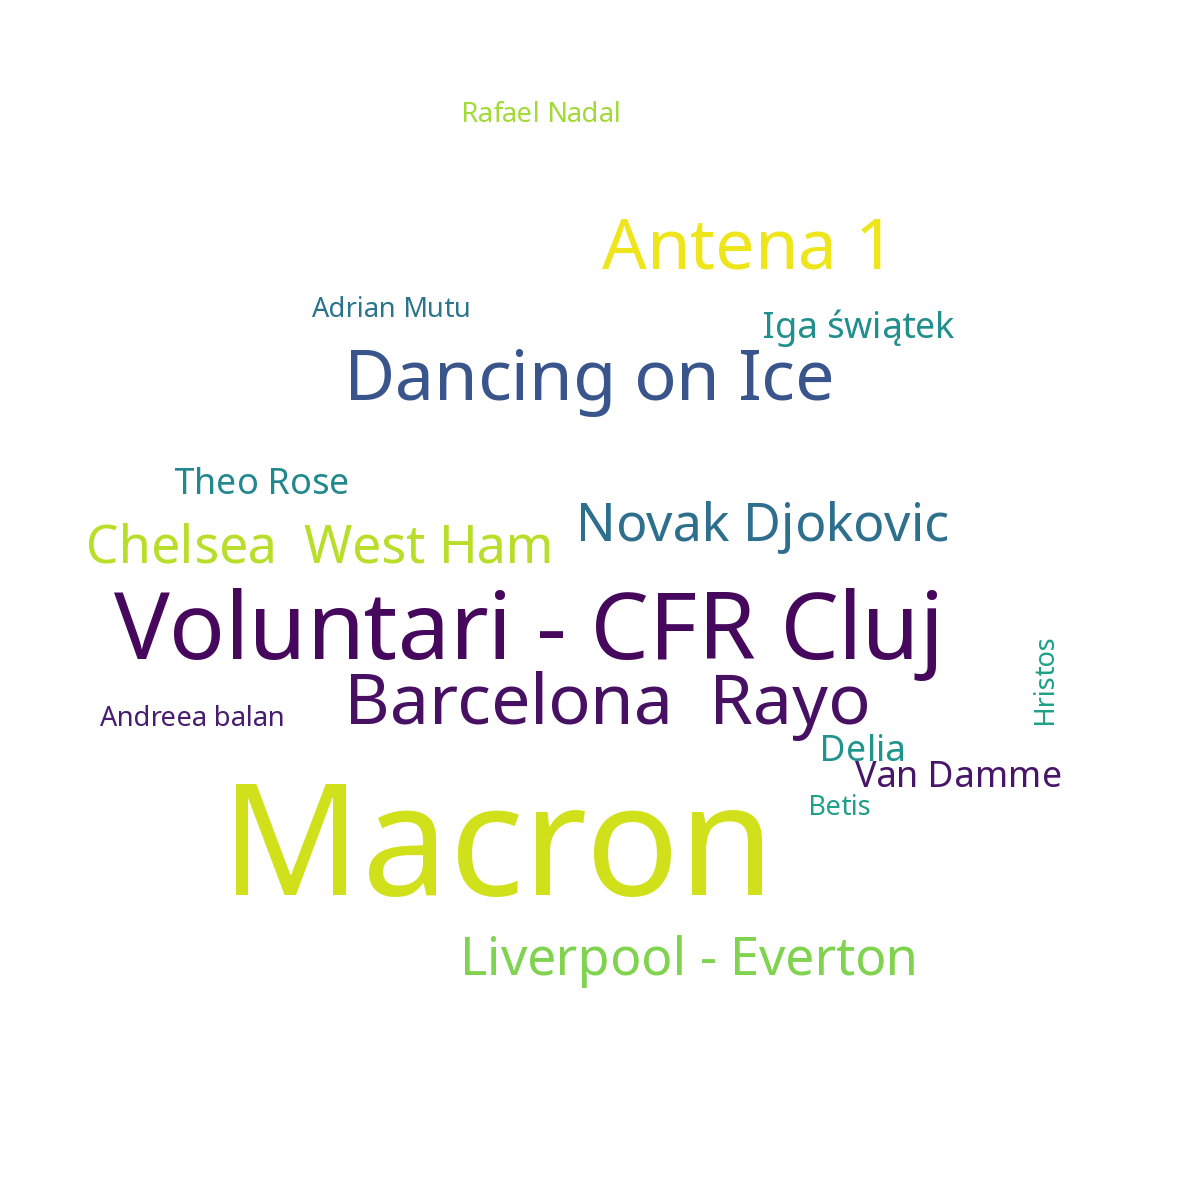 Rafael Nadal
Antena 1
Adrian Mutu
Iga świątek
Dancing on Ice
Theo Rose
Chelsea  West Ham
Novak Djokovic
Voluntari - CFR Cluj
Hristos
Barcelona  Rayo
Andreea balan
Delia
Van Damme
Betis
Macron
Liverpool - Everton